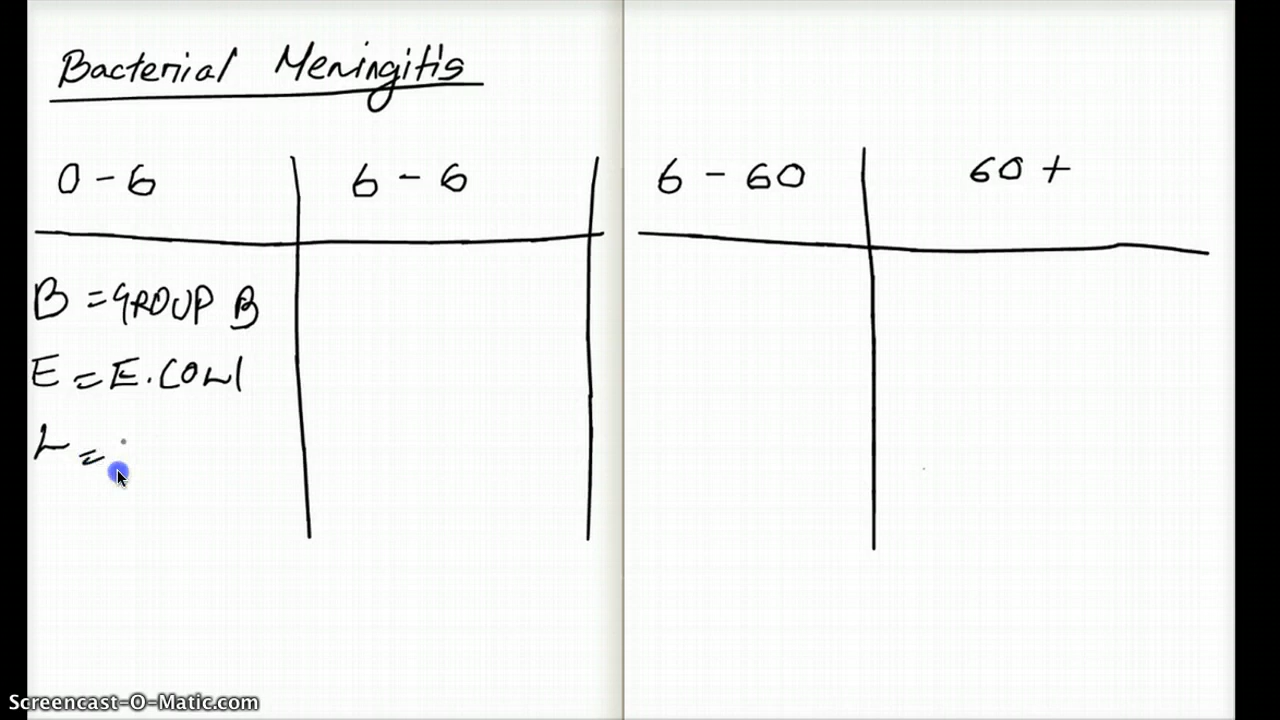 Bacterial Meningitis
0 - 6
6 - 6
6 - 60
60 +
B = GROUP B
E = E. COLI
L =
Screencast-O-Matic.com